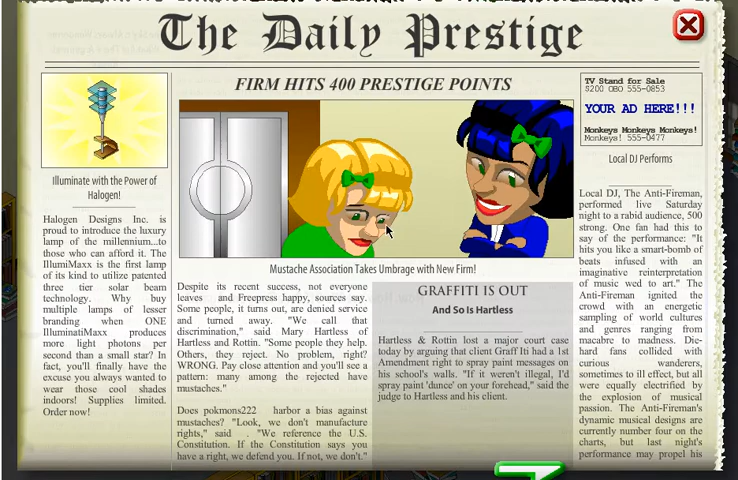 The Daily Prestige
FIRM HITS 400 PRESTIGE POINTS
Illuminate with the Power of
Halogen!
Halogen Designs Inc. is
proud to introduce the luxury
lamp of the millennium...to
those who can afford it. The
IllumiMaxx is the first lamp
of its kind to utilize patented
three tier solar beam
technology. Why buy
multiple lamps of lesser
branding when ONE
IlluminatiMaxx produces
more light photons per
second than a small star? In
fact, you'll finally have the
excuse you always wanted to
wear those cool shades
indoors! Supplies limited.
Order now!
Mustache Association Takes Umbrage with New Firm!
Despite its recent success, not everyone
leaves and Freepress happy, sources say.
Some people, it turns out, are denied service
and turned away. "We call that
discrimination," said Mary Hartless of
Hartless and Rottin. "Some people they help.
Others, they reject. No problem, right?
WRONG. Pay close attention and you'll see a
pattern: many among the rejected have
mustaches."
Does pokmons222 harbor a bias against
mustaches? "Look, we don't manufacture
rights," said . "We reference the U.S.
Constitution. If the Constitution says you
have a right, we defend you. If not, we don't."
GRAFFITI IS OUT
And So Is Hartless
Hartless & Rottin lost a major court case
today by arguing that client Graff Iti had a 1st
Amendment right to spray paint messages on
his school's walls. "If it weren't illegal, I'd
spray paint 'dunce' on your forehead," said the
judge to Hartless and his client.
TV Stand for Sale
$200 OBO 555-0853
YOUR AD HERE!!!
Monkeys Monkeys Monkeys!
Monkeys! 555-0477
Local DJ Performs
Local DJ, The Anti-Fireman,
performed live Saturday
night to a rabid audience, 500
strong. One fan had this to
say of the performance: "It
hits you like a smart-bomb of
beats infused with an
imaginative reinterpretation
of music wed to art." The
Anti-Fireman ignited the
crowd with an energetic
sampling of world cultures
and genres ranging from
macabre to madness. Die-
hard fans collided with
curious wanderers,
sometimes to ill effect, but all
were equally electrified by
the explosion of musical
passion. The Anti-Fireman's
dynamic musical designs are
currently number four on the
charts, but last night's
performance may propel his